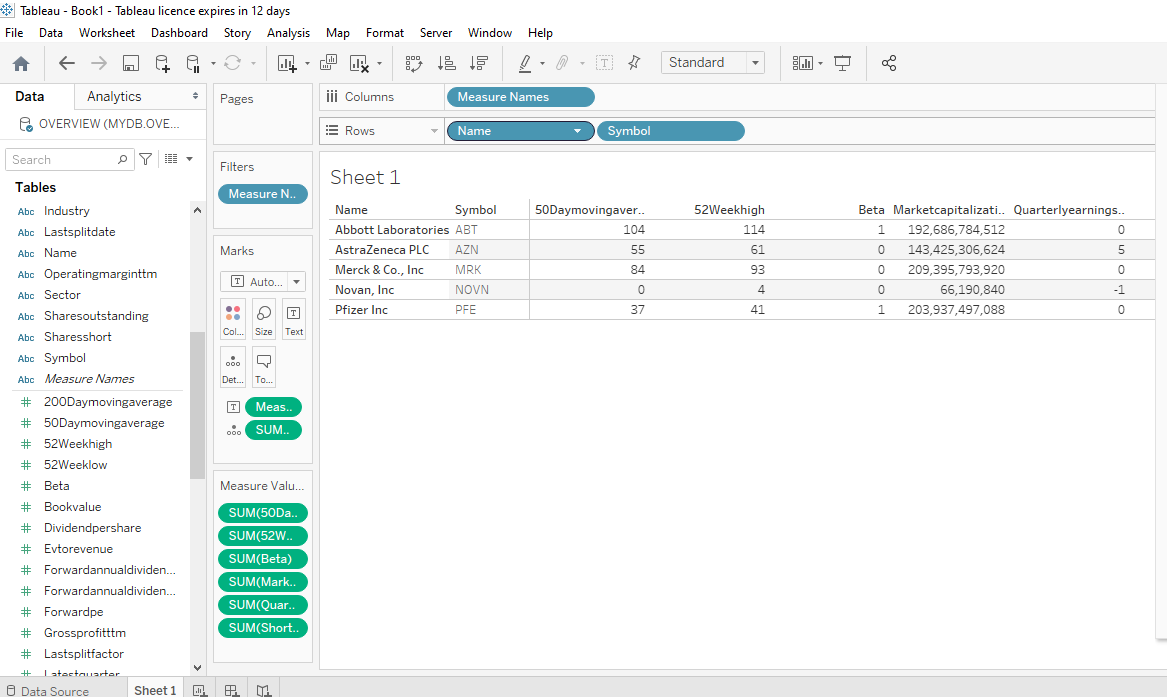 Tableau - Book1 - Tableau licence expires in 12 days
File Data Worksheet Dashboard Story Analysis Map Format Server Window Help
Standard
Data Analytics
OVERVIEW (MYDB.OVE...
Search
Tables
Abc Industry
Abc Lastsplitdate
Abc Name
Abc Operatingmarginttm
Abc Sector
Abc Sharesoutstanding
Abc Sharesshort
Abc Symbol
Abc Measure Names
# 200Daymovingaverage
# 50Daymovingaverage
# 52Weekhigh
# 52Weeklow
# Beta
# Bookvalue
# Dividendpershare
# Evtorevenue
# Forwardannualdividen...
# Forwardannualdividen...
# Forwardpe
# Grossprofitttm
# Lastsplitfactor
# Latestquarter
Pages
Filters
Measure N..
Marks
T Auto...
Col... Size Text
Det... To...
T Meas..
SUM..
Measure Valu...
SUM(50Da..
SUM(52W..
SUM(Beta)
SUM(Mark..
SUM(Quar..
SUM(Short..
Columns Measure Names
Rows Name Symbol
Sheet 1
Name Symbol 50Daymovingaver.. 52Weekhigh Beta Marketcapitalizati.. Quarterlyearnings..
Abbott Laboratories ABT 104 114 1 192,686,784,512 0
AstraZeneca PLC AZN 55 61 0 143,425,306,624 5
Merck & Co., Inc MRK 84 93 0 209,395,793,920 0
Novan, Inc NOVN 0 4 0 66,190,840 -1
Pfizer Inc PFE 37 41 1 203,937,497,088 0
Data Source Sheet 1